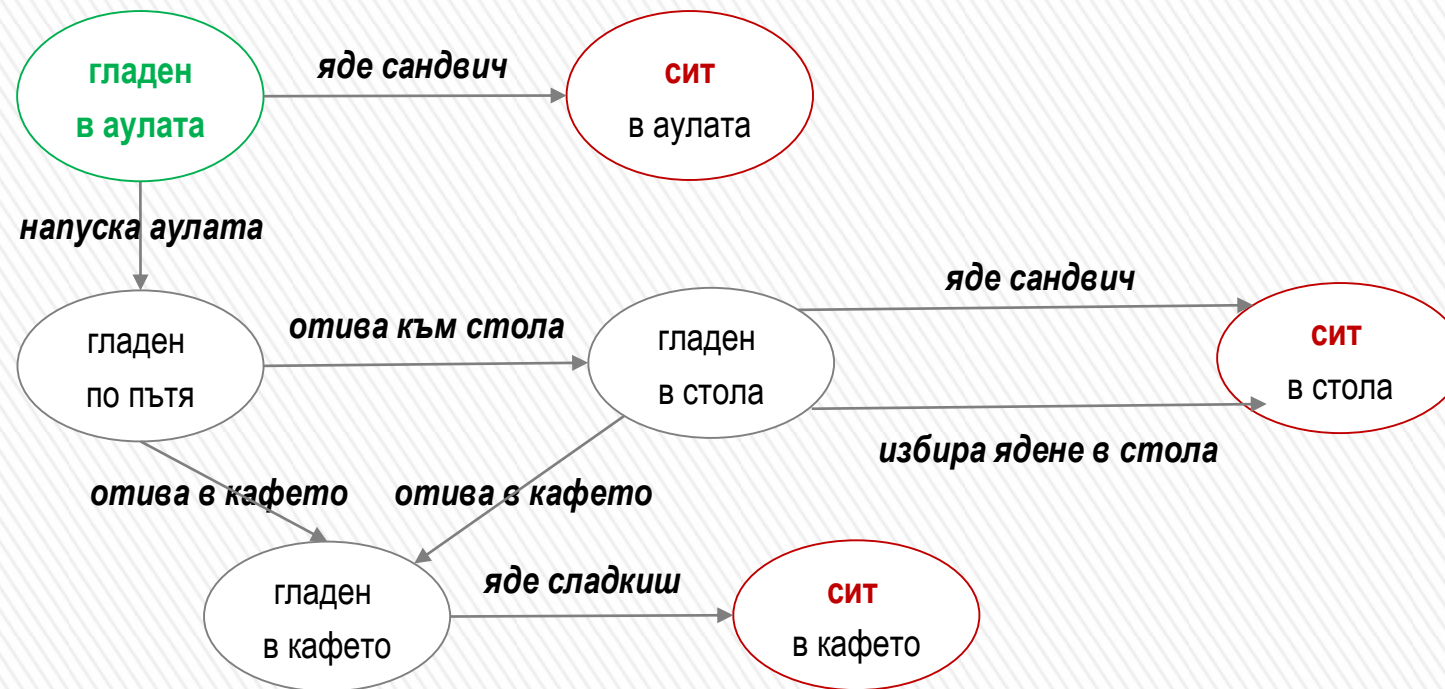 гладен
в аулата
яде сандвич
сит
в аулата
напуска аулата
гладен
по пътя
отива към стола
гладен
в стола
яде сандвич
сит
в стола
избира ядене в стола
отива в кафето
отива в кафето
гладен
в кафето
яде сладкиш
сит
в кафето